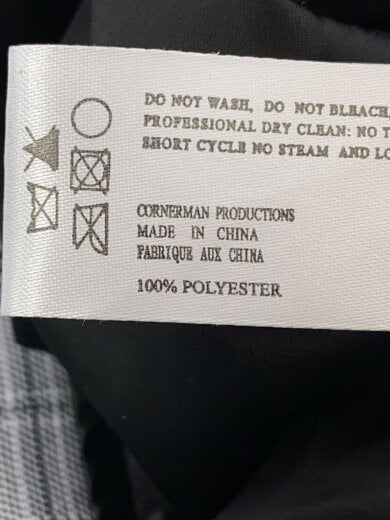 DO NOT WASH, DO NOT BLEACH,
PROFESSIONAL DRY CLEAN: NO
SHORT CYCLE NO STEAM AND
CORNERMAN PRODUCTIONS
MADE IN CHINA
FABRIQUE AUX CHINA
100% POLYESTER